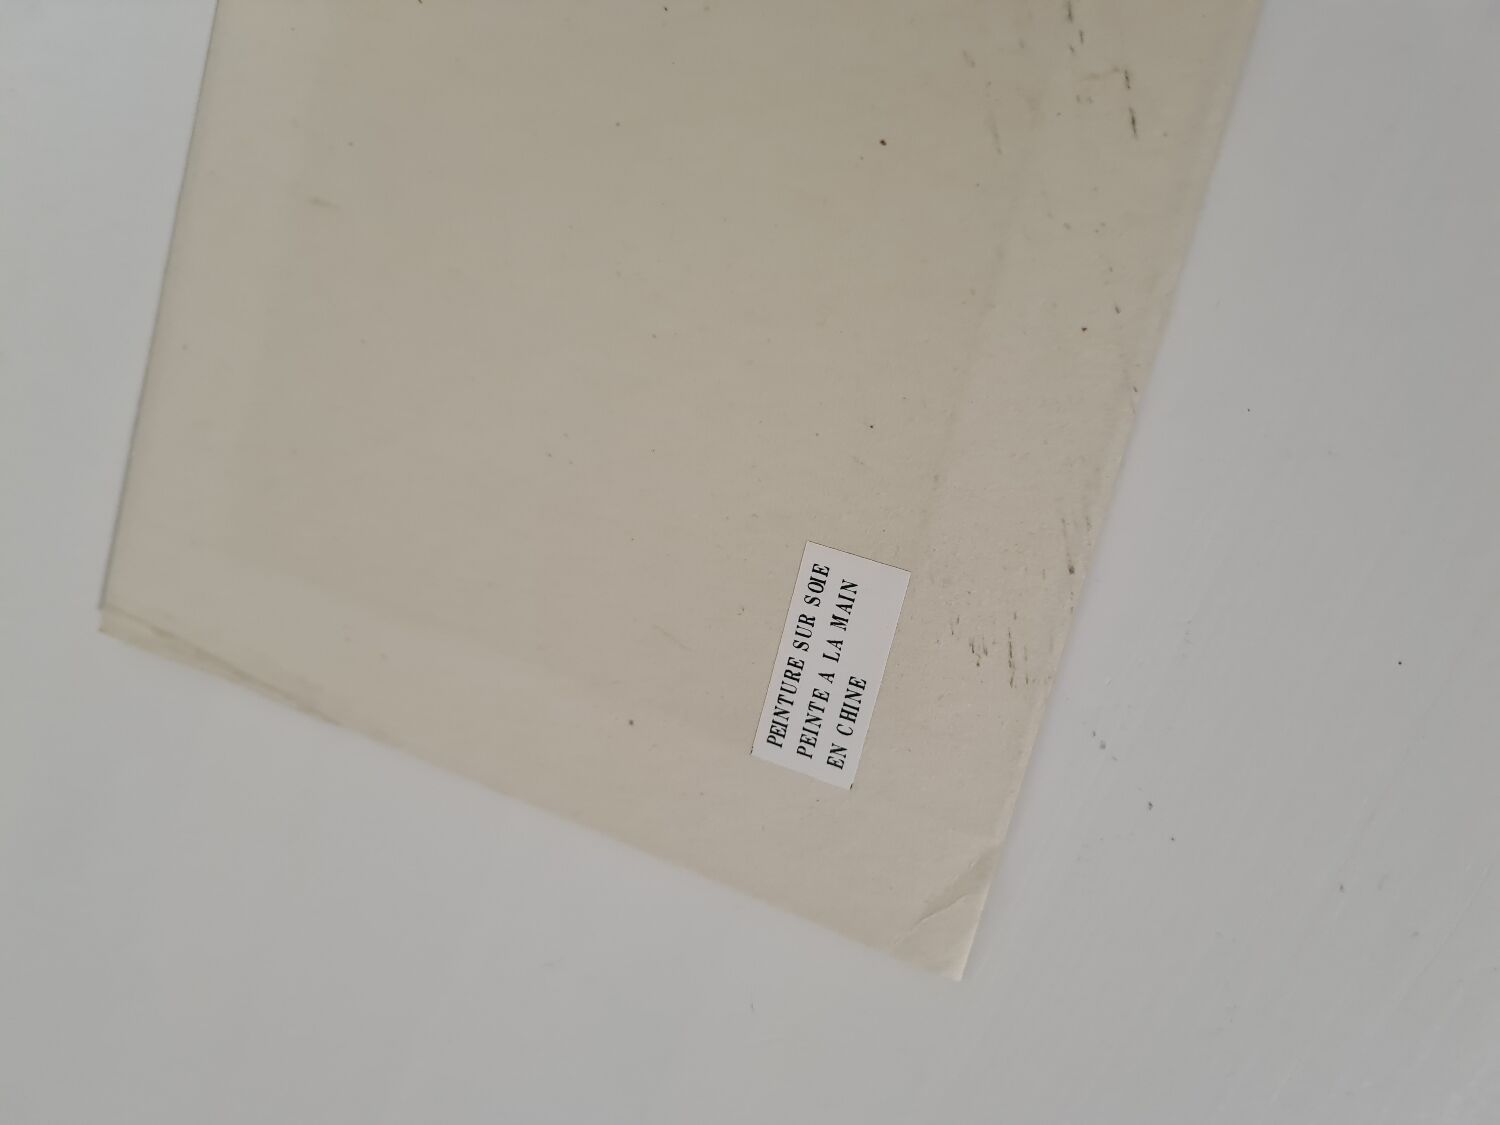 PEINTURE SUR SOIE
PEINTE A LA MAIN
EN CHINE